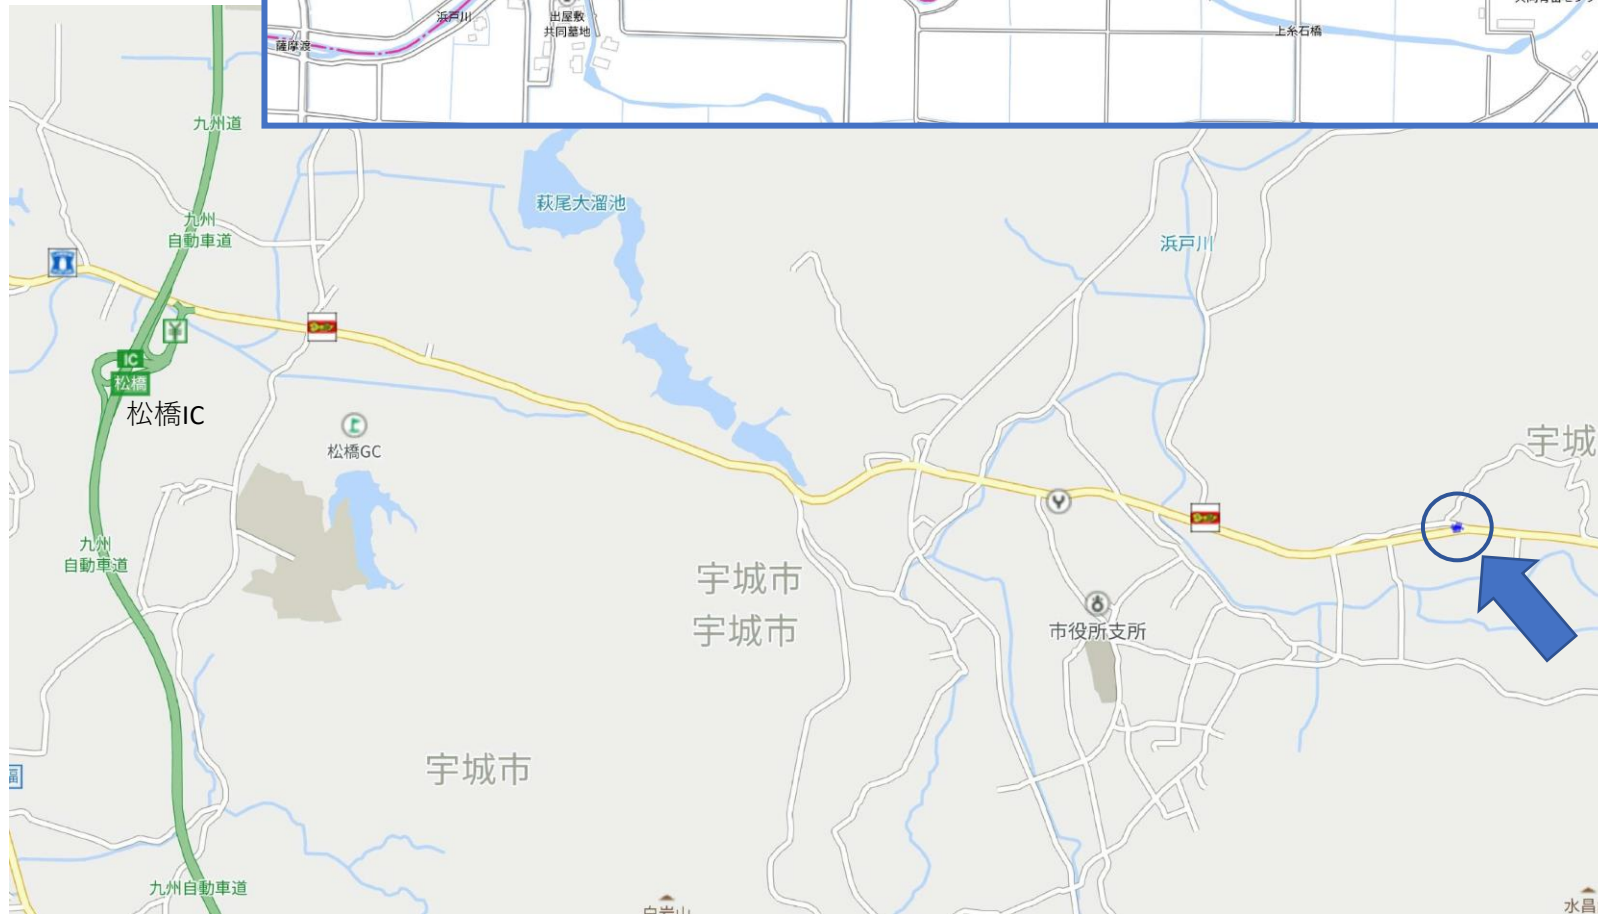 浜戸川
出屋敷
共同墓地
薩摩渡
上糸石橋
九州道
萩尾大溜池
九州
自動車道
浜戸川
IC
松橋
松橋IC
松橋GC
宇城
九州
自動車道
宇城市
宇城市
市役所支所
宇城市
九州自動車道